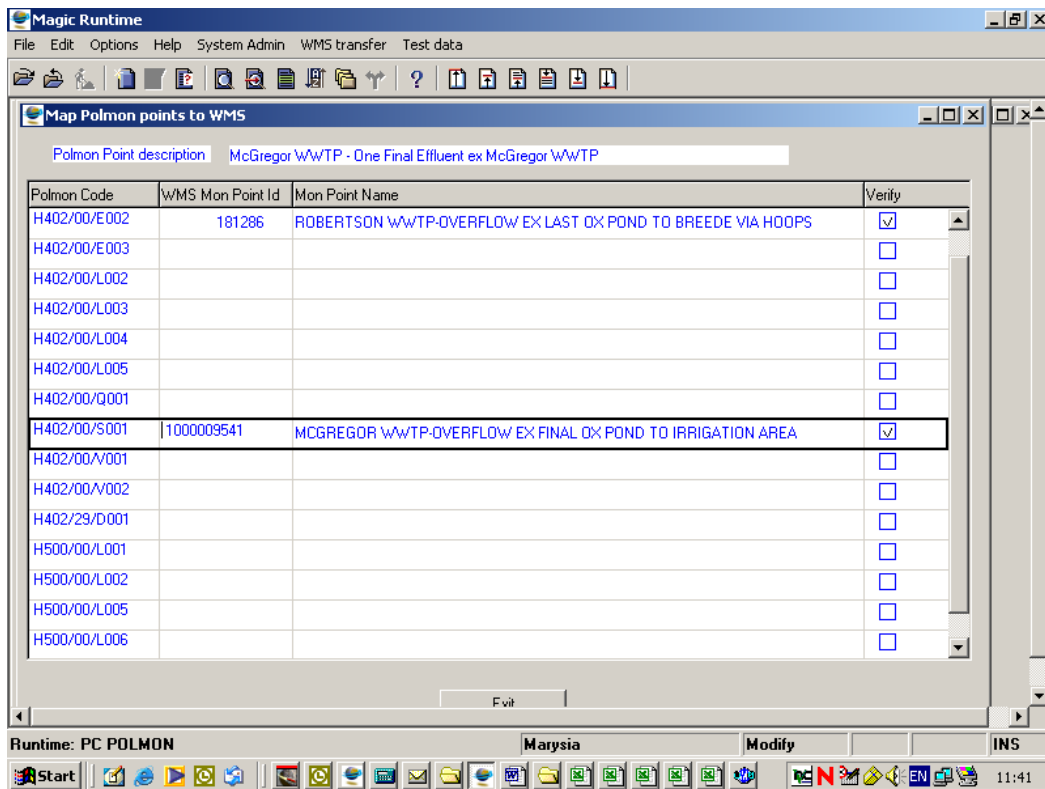 Magic Runtime
File Edit Options Help System Admin WMS transfer Test data
Map Polmon points to WMS
Polmon Point description McGregor WWTP - One Final Effluent ex McGregor WWTP
Polmon Code WMS Mon Point Id Mon Point Name Verify
H402/00/E002 181286 ROBERTSON WWTP-OVERFLOW EX LAST OX POND TO BREEDE VIA HOOPS
H402/00/E003
H402/00/L002
H402/00/L003
H402/00/L004
H402/00/L005
H402/00/Q001
H402/00/S001 1000009541 MCGREGOR WWTP-OVERFLOW EX FINAL OX POND TO IRRIGATION AREA
H402/00/V001
H402/00/V002
H402/29/D001
H500/00/L001
H500/00/L002
H500/00/L005
H500/00/L006
Exit
Runtime: PC POLMON Marysia Modify INS
Start EN 11:41